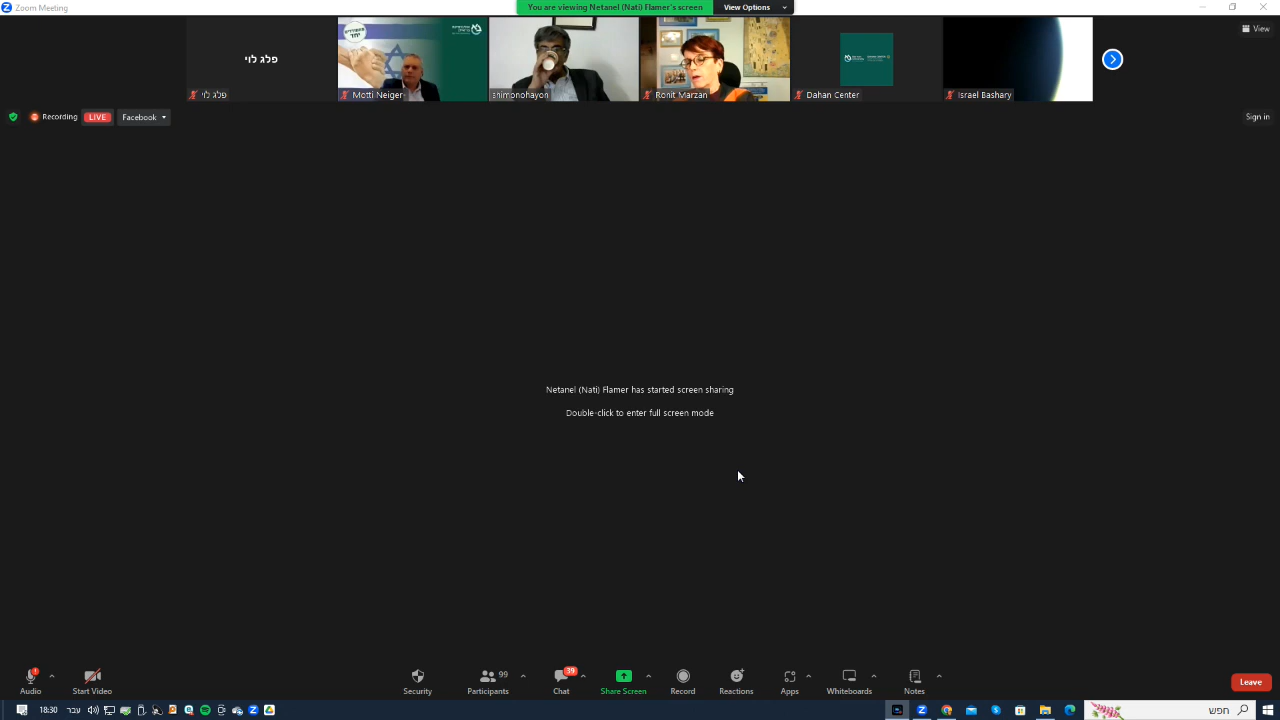 Zoom Meeting
You are viewing Netanel (Nati) Flamer's screen
View Options
View
פלג לוי
פלג לוי
Motti Neiger
shimonohayon
Ronit Marzan
Dahan Center
Israel Bashary
Recording
LIVE
Facebook
Sign in
Netanel (Nati) Flamer has started screen sharing
Double-click to enter full screen mode
99
39
Audio
Start Video
Security
Participants
Chat
Share Screen
Record
Reactions
Apps
Whiteboards
Notes
Leave
18:30
עבר
חפש